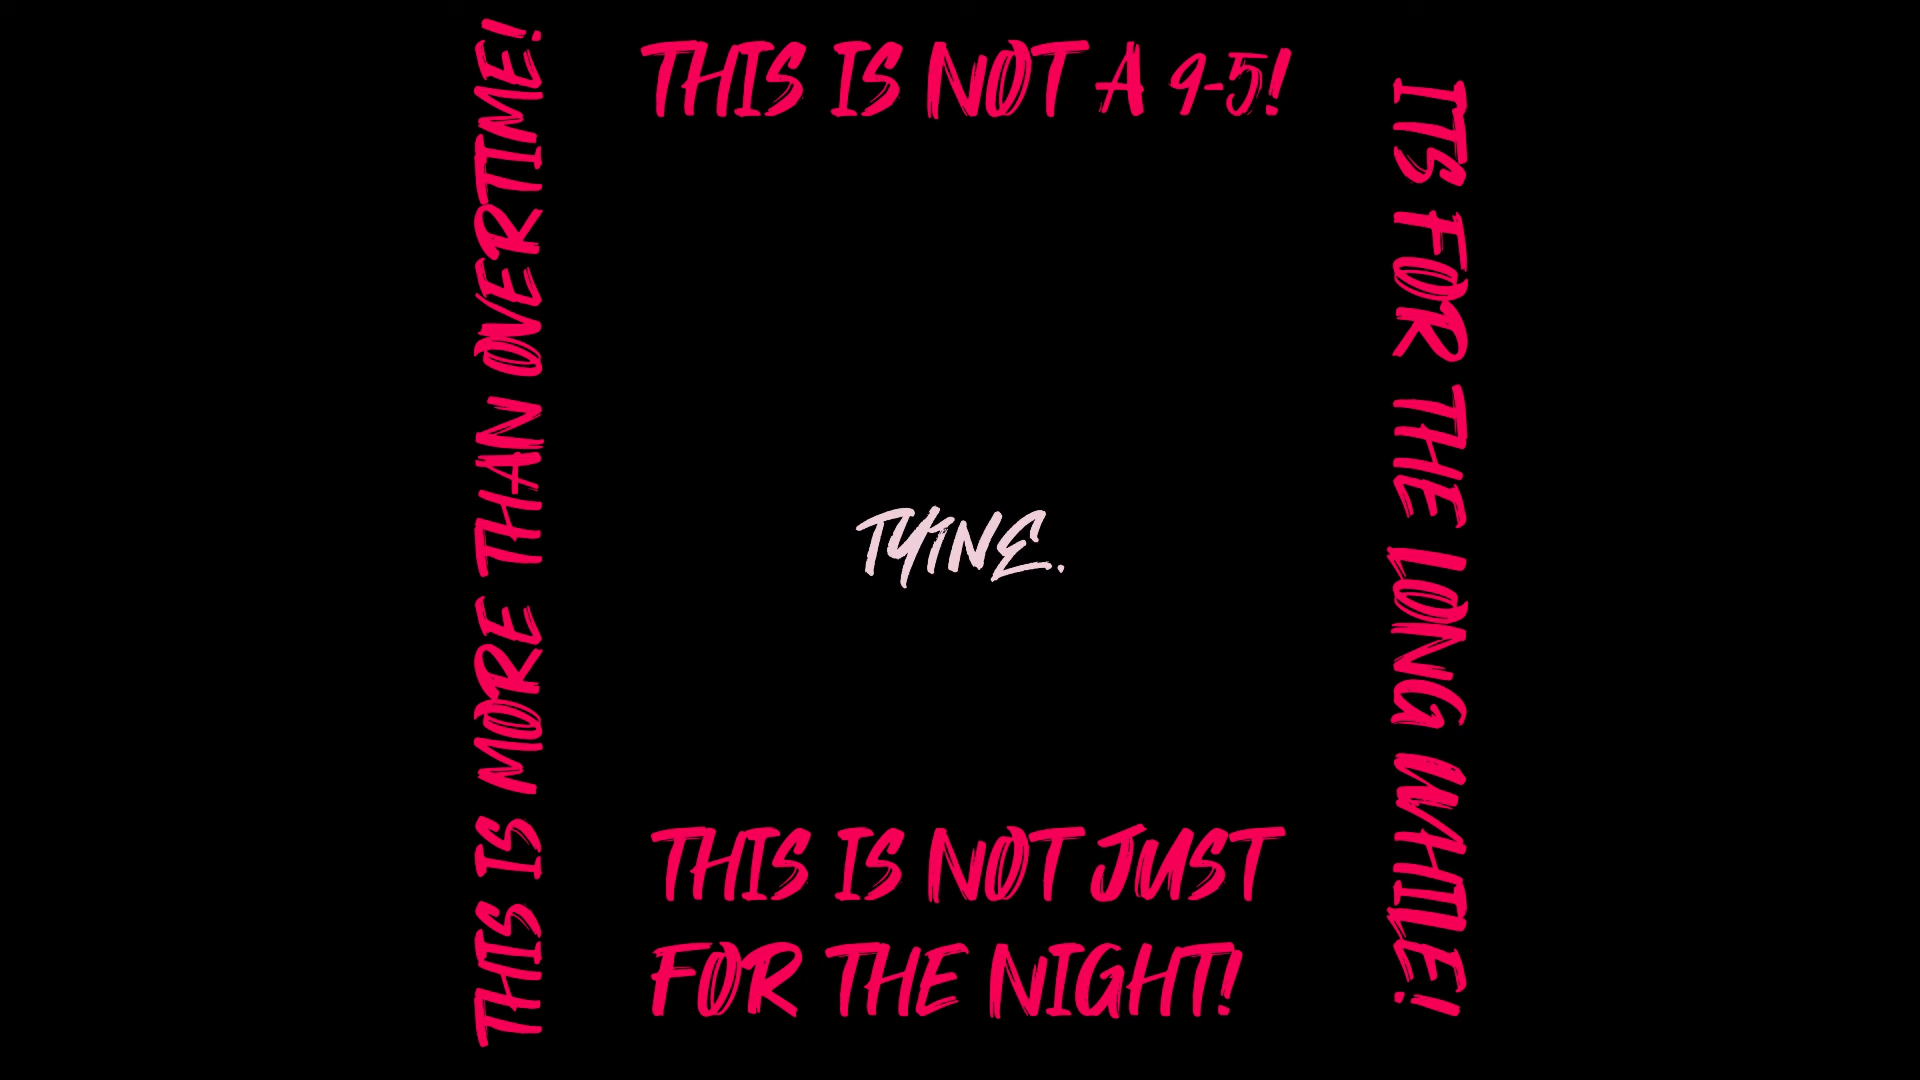 THIS IS NOT A 9-5!
THIS IS MORE THAN OVERTIME!
ITS FOR THE LONG WHILE!
TYINE.
THIS IS NOT JUST
FOR THE NIGHT!